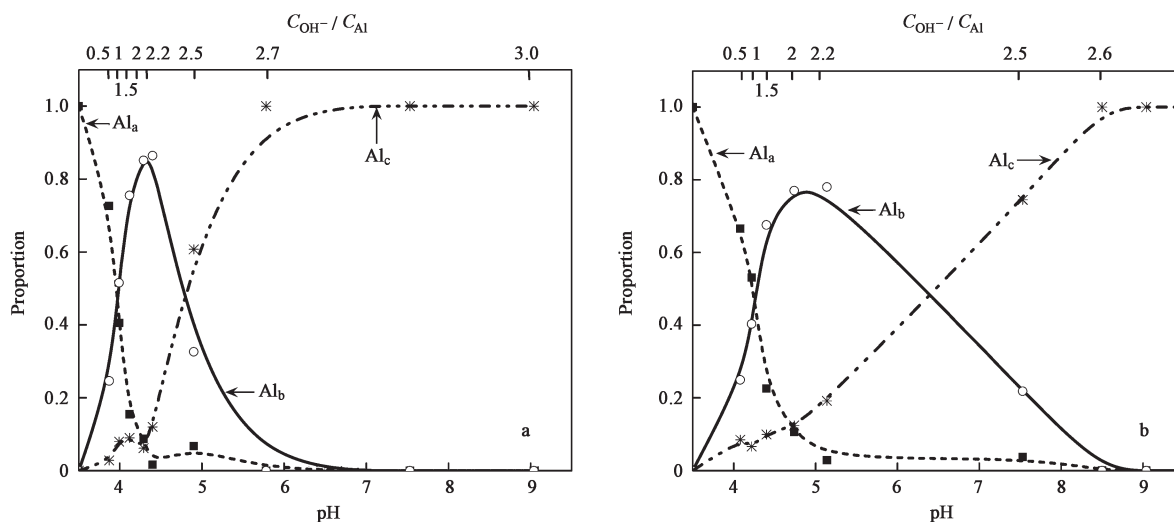 C_OH⁻ / C_Al
0.5 1 2 2.2 2.5 2.7 3.0
1.5
1.0
0.8
0.6
0.4
0.2
0
Proportion
Al_a
Al_c
Al_b
a
4 5 6 7 8 9
pH
C_OH⁻ / C_Al
0.5 1 2 2.2 2.5 2.6
1.5
1.0
0.8
0.6
0.4
0.2
0
Proportion
Al_a
Al_c
Al_b
b
4 5 6 7 8 9
pH